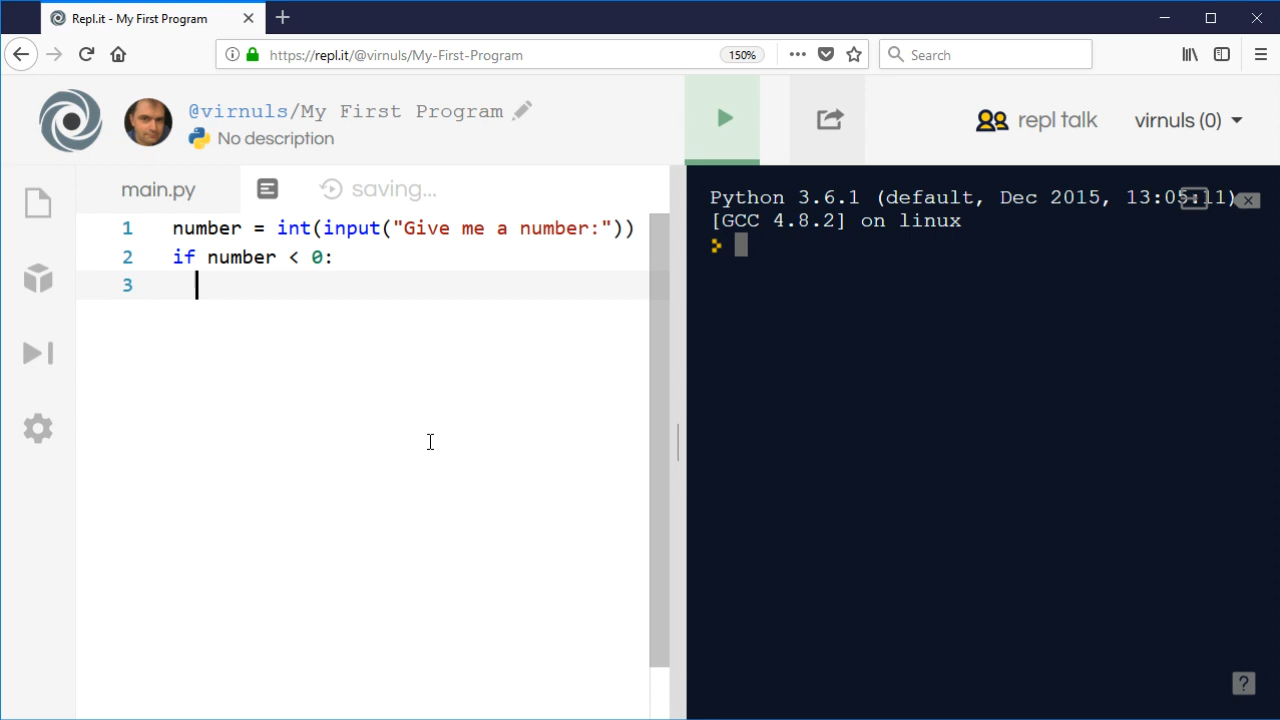 Repl.it - My First Program
https://repl.it/@virnuls/My-First-Program
150%
Search
@virnuls/My First Program
No description
repl talk
virnuls (0)
main.py
saving...
1 number = int(input("Give me a number:"))
2 if number < 0:
3
Python 3.6.1 (default, Dec 2015, 13:05:11)
[GCC 4.8.2] on linux
?